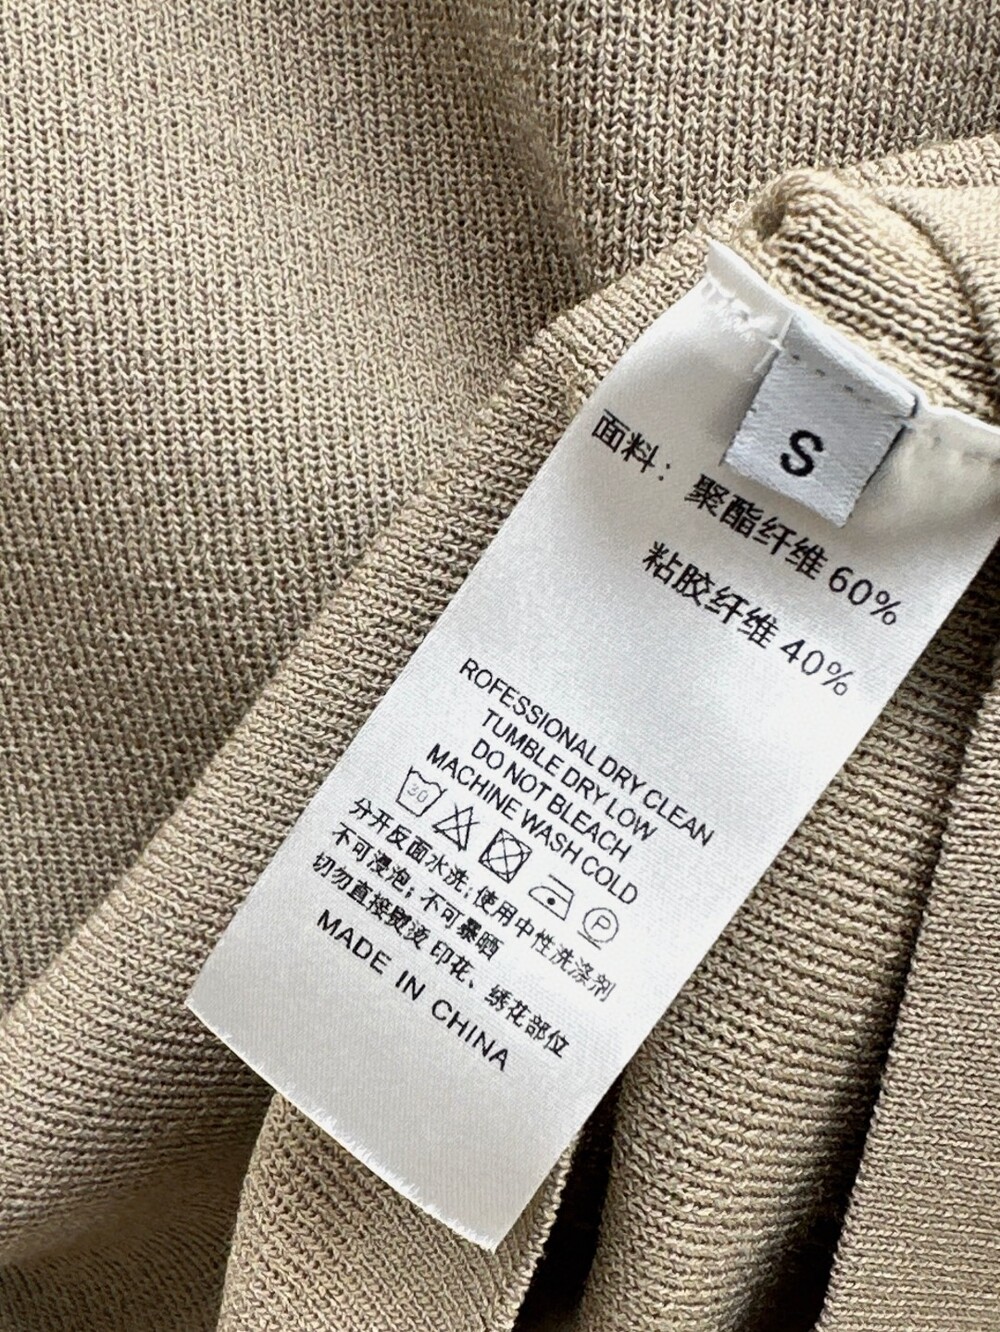 S
面料：聚酯纤维 60%
粘胶纤维 40%
ROFESSIONAL DRY CLEAN
TUMBLE DRY LOW
DO NOT BLEACH
MACHINE WASH COLD
30
P
分开反面水洗；使用中性洗涤剂
不可浸泡；不可暴晒
切勿直接熨烫 印花、绣花部位
MADE IN CHINA